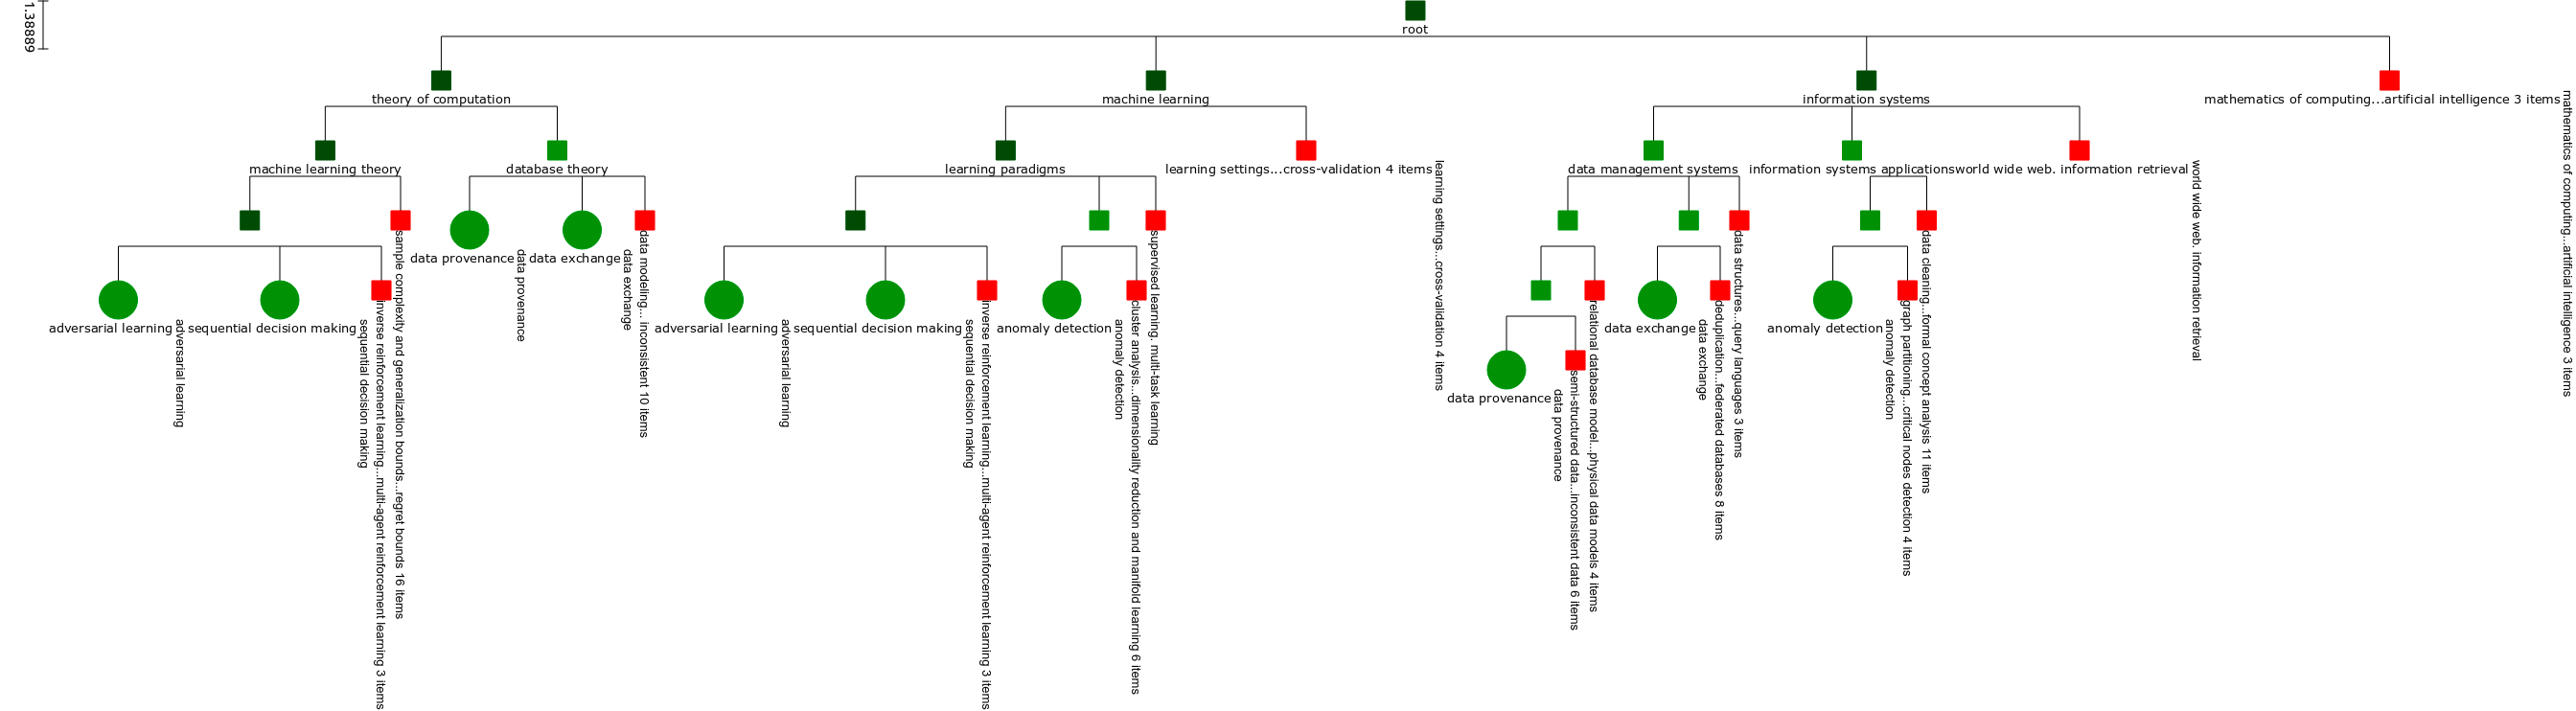 1.38889
root
theory of computation
machine learning
information systems
mathematics of computing...artificial intelligence 3 items
mathematics of computing...artificial intelligence 3 items
machine learning theory
database theory
learning paradigms
learning settings...cross-validation 4 items
learning settings...cross-validation 4 items
data management systems
information systems applications
world wide web. information retrieval
world wide web. information retrieval
sample complexity and generalization bounds...regret bounds 16 items
data provenance
data provenance
data exchange
data exchange
data modeling... inconsistent 10 items
supervised learning. multi-task learning
data structures...query languages 3 items
data cleaning...formal concept analysis 11 items
adversarial learning
adversarial learning
sequential decision making
sequential decision making
inverse reinforcement learning...multi-agent reinforcement learning 3 items
adversarial learning
adversarial learning
sequential decision making
sequential decision making
inverse reinforcement learning...multi-agent reinforcement learning 3 items
anomaly detection
anomaly detection
cluster analysis...dimensionality reduction and manifold learning 6 items
relational database model...physical data models 4 items
data exchange
data exchange
deduplication...federated databases 8 items
anomaly detection
anomaly detection
graph partitioning...critical nodes detection 4 items
data provenance
data provenance
semi-structured data...inconsistent data 6 items